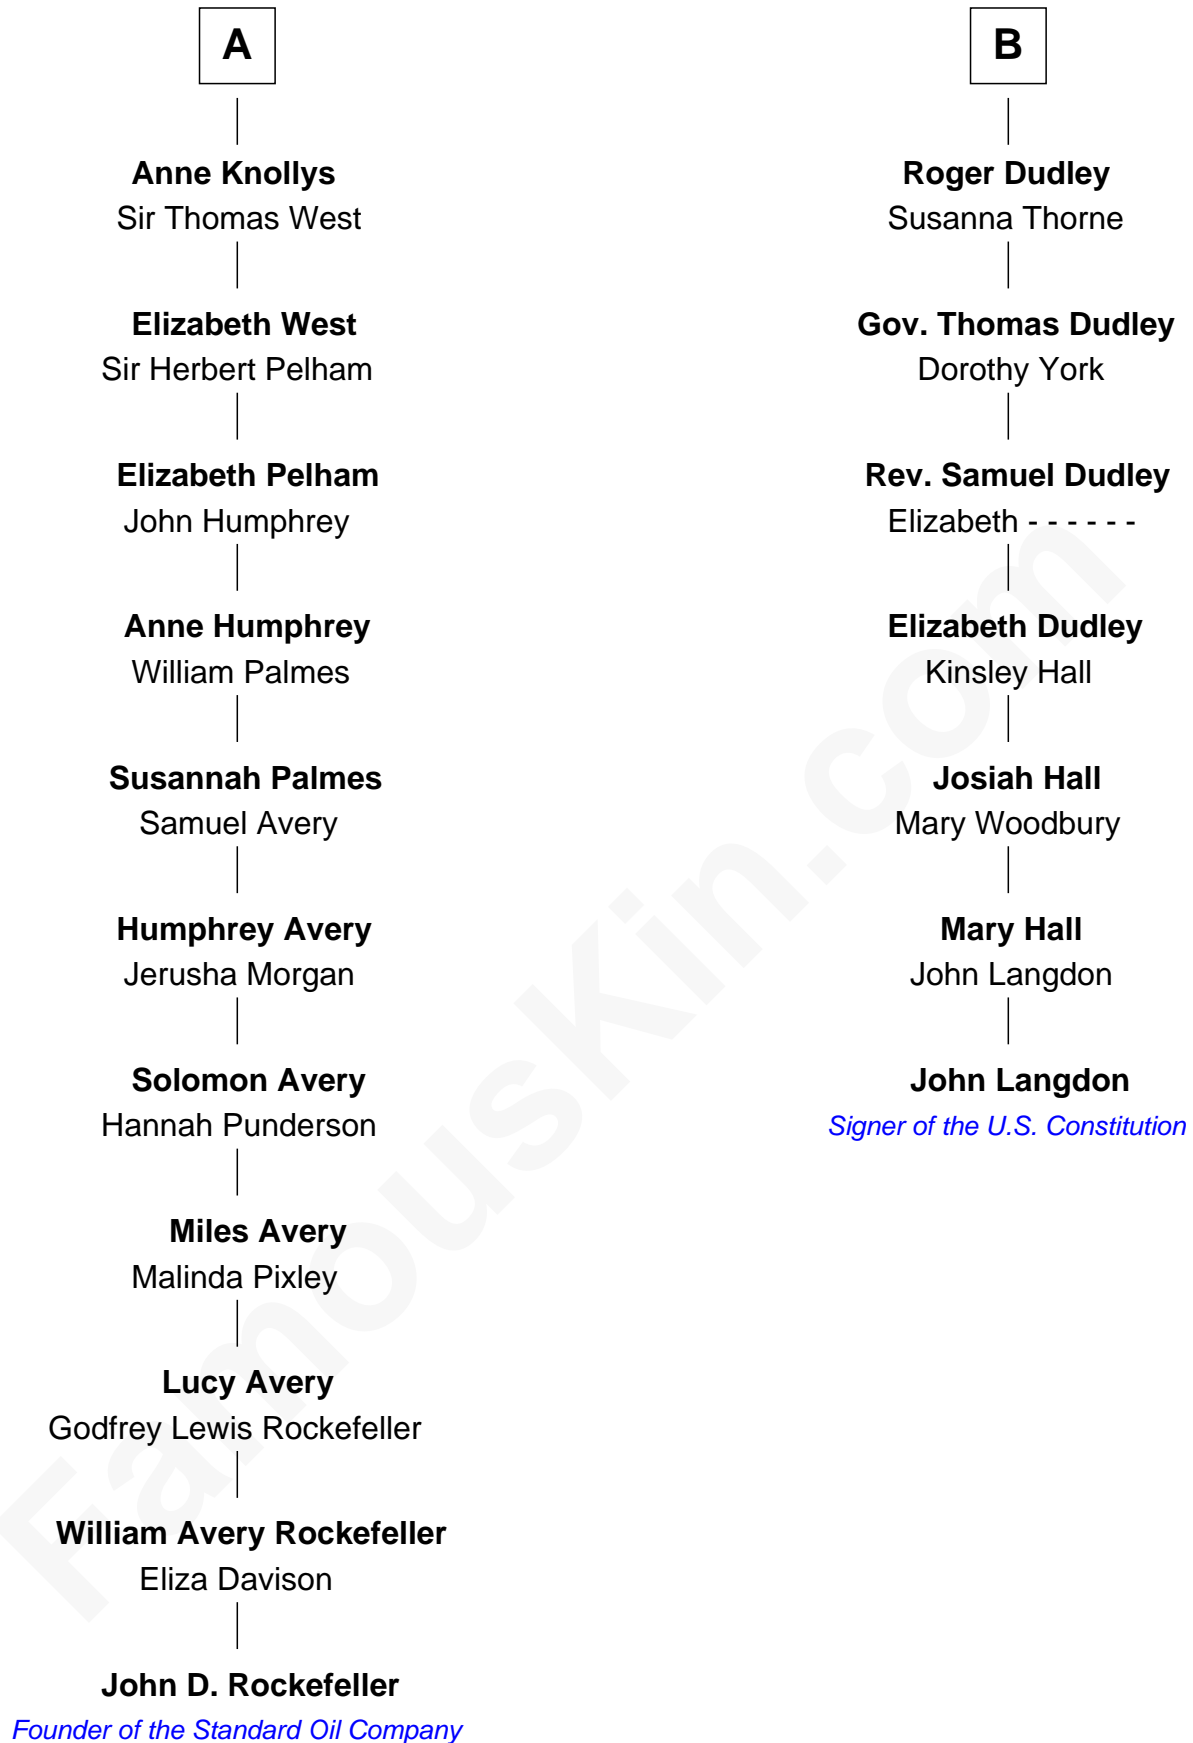 A
Anne Knollys
Sir Thomas West
Elizabeth West
Sir Herbert Pelham
Elizabeth Pelham
John Humphrey
Anne Humphrey
William Palmes
Susannah Palmes
Samuel Avery
Humphrey Avery
Jerusha Morgan
Solomon Avery
Hannah Punderson
Miles Avery
Malinda Pixley
Lucy Avery
Godfrey Lewis Rockefeller
William Avery Rockefeller
Eliza Davison
John D. Rockefeller
Founder of the Standard Oil Company
B
Roger Dudley
Susanna Thorne
Gov. Thomas Dudley
Dorothy York
Rev. Samuel Dudley
Elizabeth - - - - - -
Elizabeth Dudley
Kinsley Hall
Josiah Hall
Mary Woodbury
Mary Hall
John Langdon
John Langdon
Signer of the U.S. Constitution
FamousKin.com